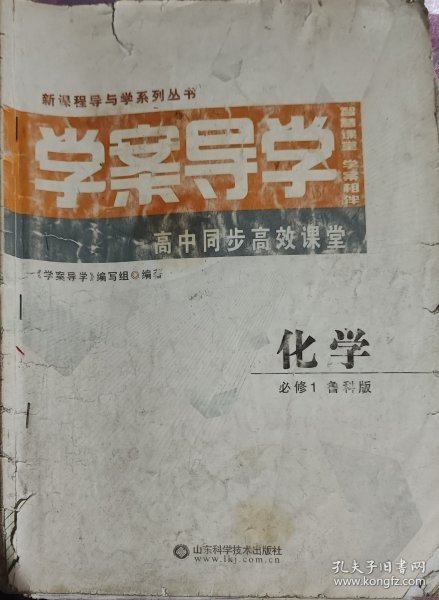 新课程导与学系列丛书
学案导学
智慧课堂 学案相伴
高中同步高效课堂
《学案导学》编写组 编著
化学
必修1 鲁科版
山东科学技术出版社
www.lkj.com.cn
孔夫子旧书网
www.kongfz.com